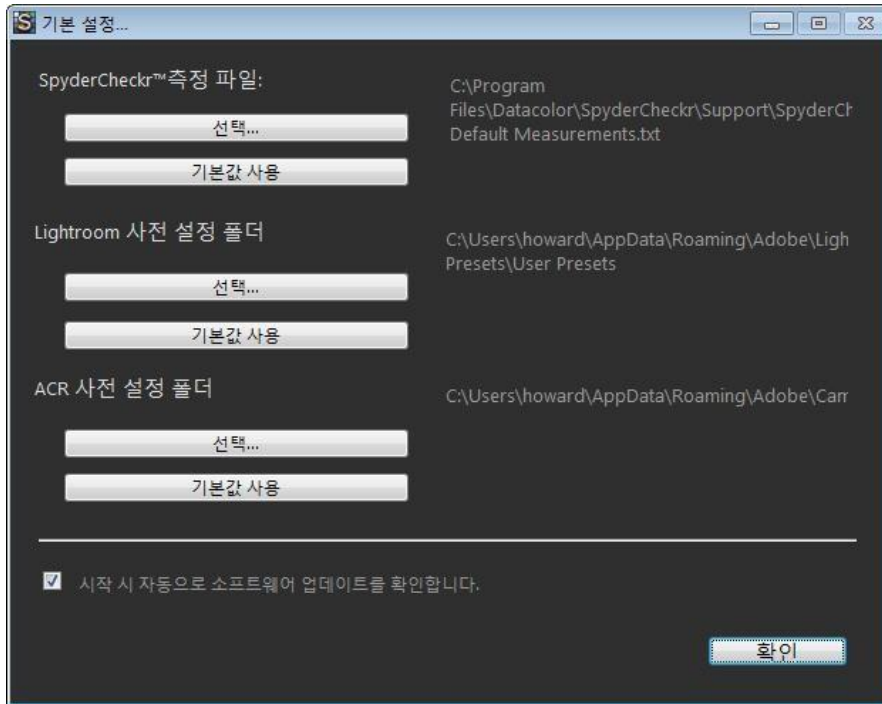 기본 설정...
SpyderCheckr™측정 파일:
C:\Program
Files\Datacolor\SpyderCheckr\Support\SpyderCh
Default Measurements.txt
선택...
기본값 사용
Lightroom 사전 설정 폴더
C:\Users\howard\AppData\Roaming\Adobe\Ligh
Presets\User Presets
선택...
기본값 사용
ACR 사전 설정 폴더
C:\Users\howard\AppData\Roaming\Adobe\Cam
선택...
기본값 사용
시작 시 자동으로 소프트웨어 업데이트를 확인합니다.
확인